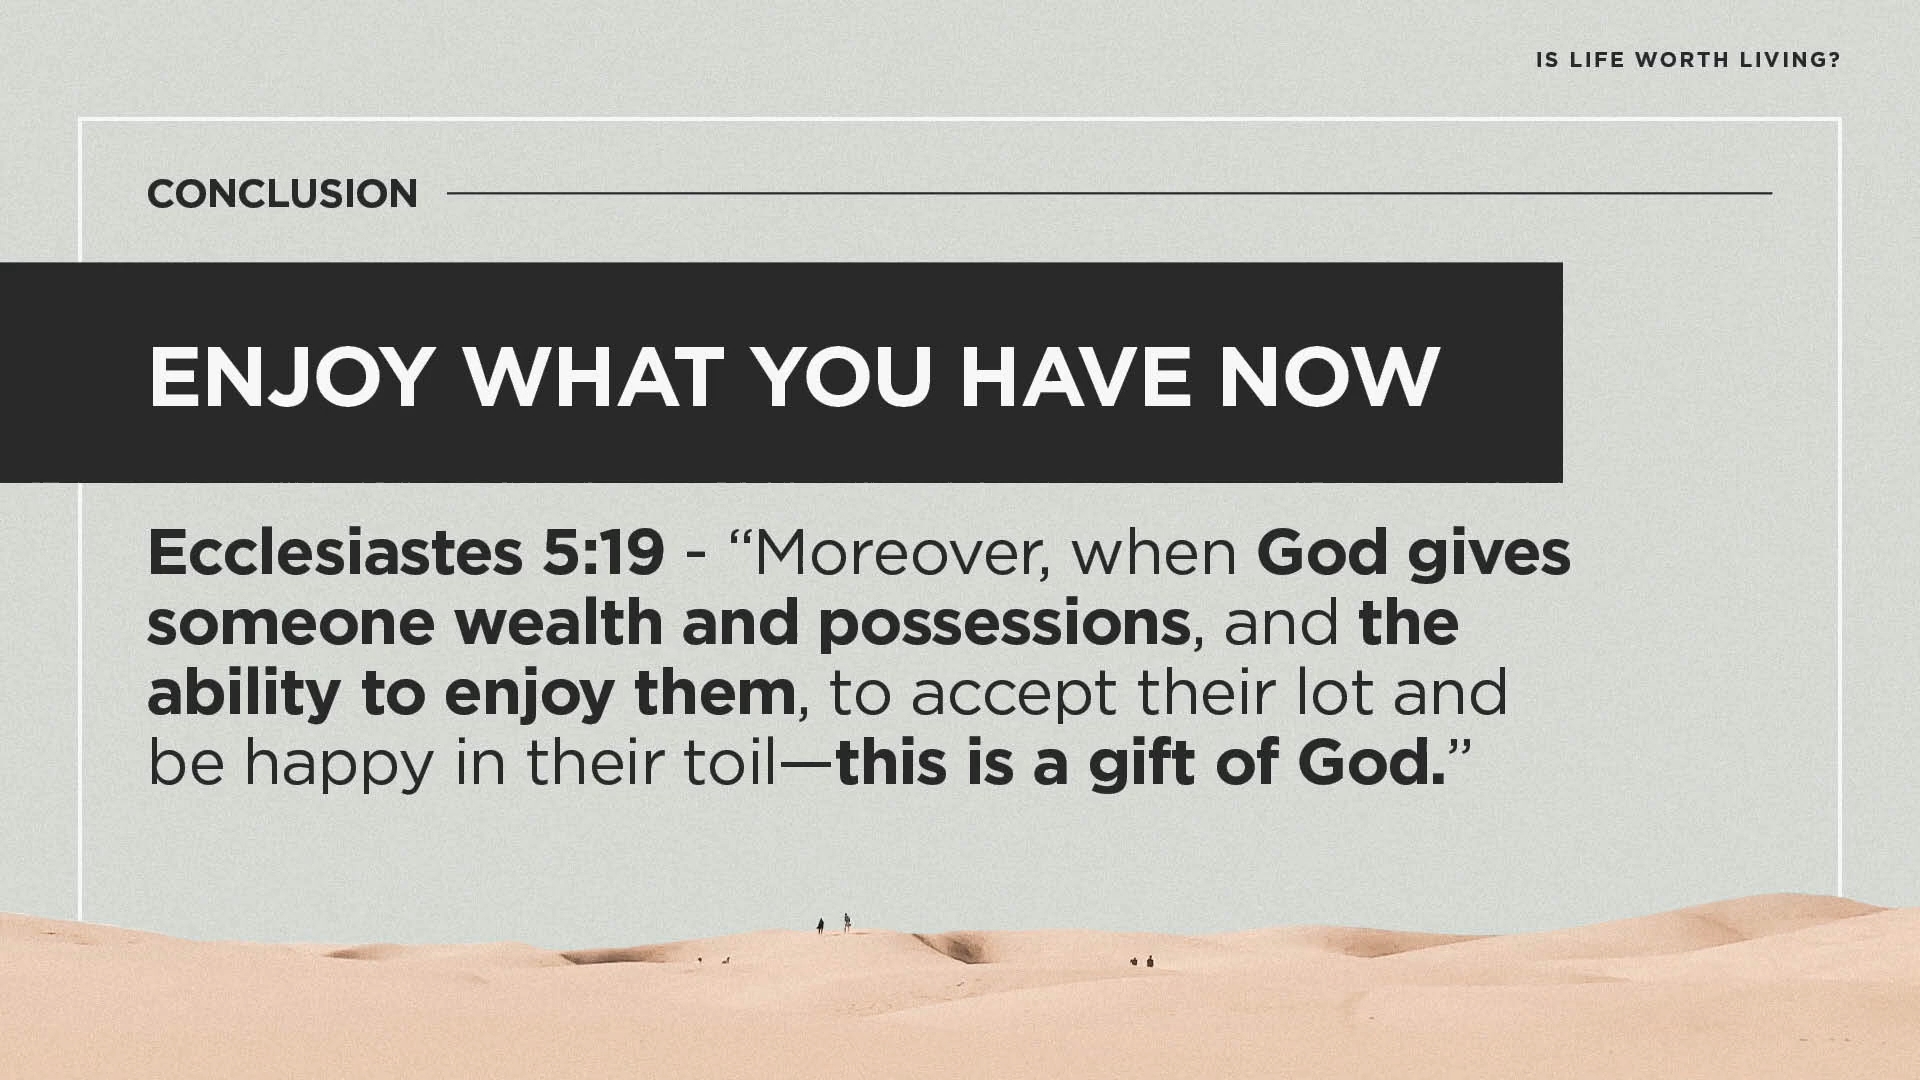 IS LIFE WORTH LIVING?
CONCLUSION
ENJOY WHAT YOU HAVE NOW
Ecclesiastes 5:19 - “Moreover, when God gives
someone wealth and possessions, and the
ability to enjoy them, to accept their lot and
be happy in their toil—this is a gift of God.”